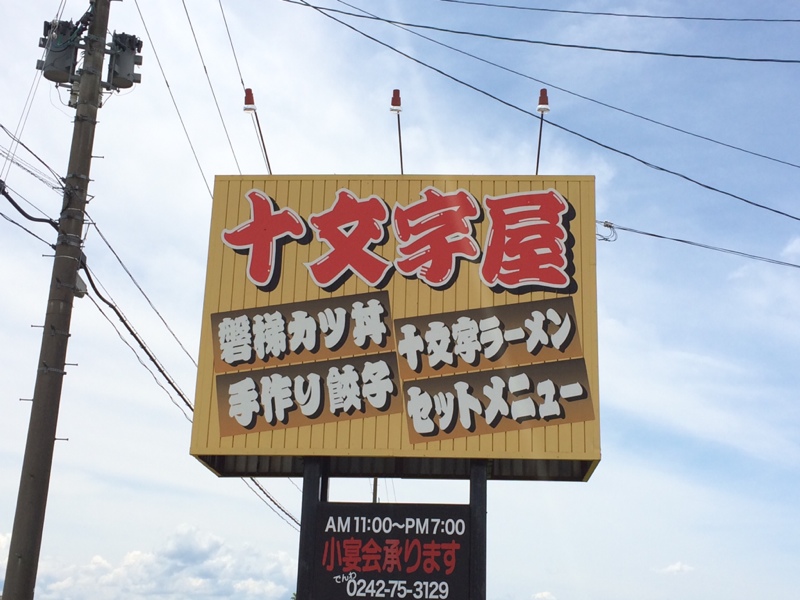 十文字屋
磐梯カツ丼
十文字ラーメン
手作り餃子
セットメニュー
AM 11:00〜PM 7:00
小宴会承ります
でんわ
0242-75-3129